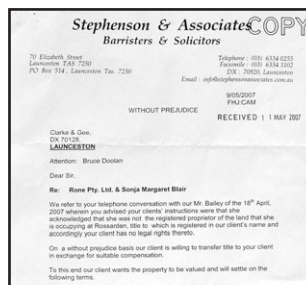 Stephenson & Associates
COPY
Barristers & Solicitors
70 Elizabeth Street
Launceston TAS 7250
PO Box 514, Launceston Tas. 7250
Telephone : (03) 6334 0255
Facsimile : (03) 6334 3102
DX : 70920, Launceston
Email : info@stephensonassociates.com.au
9/05/2007
FHJ:CAM
WITHOUT PREJUDICE
RECEIVED 11 MAY 2007
Clarke & Gee,
DX 70128,
LAUNCESTON
Attention: Bruce Doolan
Dear Sir,
Re: Rone Pty. Ltd. & Sonja Margaret Blair
We refer to your telephone conversation with our Mr. Bailey of the 18th April,
2007 wherein you advised your clients' instructions were that she
acknowledged that she was not the registered proprietor of the land that she
is occupying at Rossarden, title to which is registered in our client's name and
accordingly your client has no legal rights thereto.
On a without prejudice basis our client is willing to transfer title to your client
in exchange for suitable compensation.
To this end our client wants the property to be valued and will settle on the
following terms.